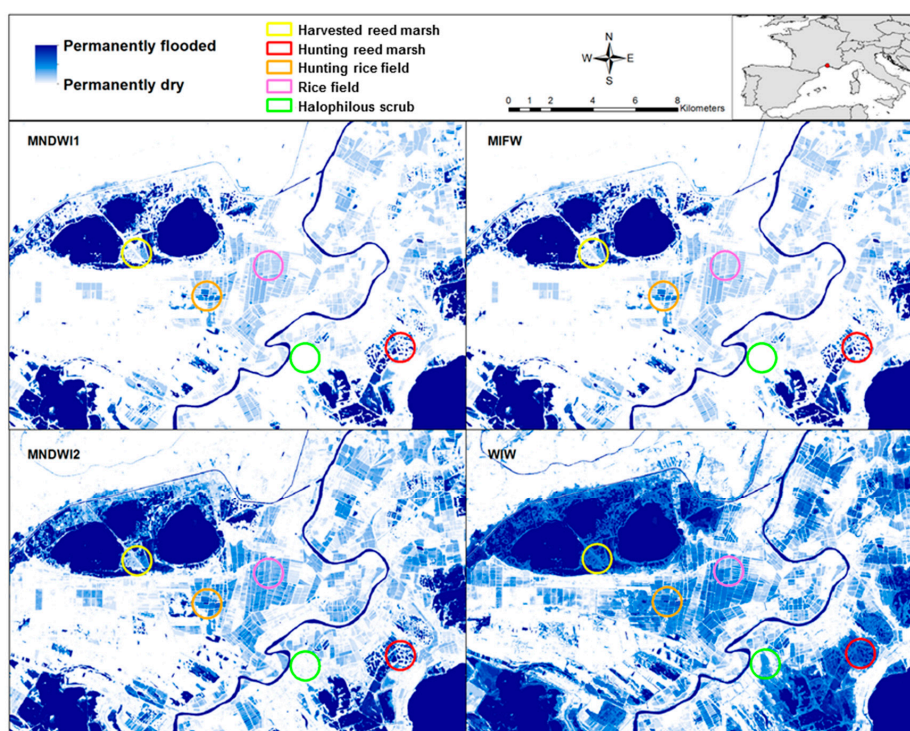 Permanently flooded
Permanently dry
Harvested reed marsh
Hunting reed marsh
Hunting rice field
Rice field
Halophilous scrub
N
W E
S
0 1 2 4 6 8
Kilometers
MNDWI1
MIFW
MNDWI2
WIW